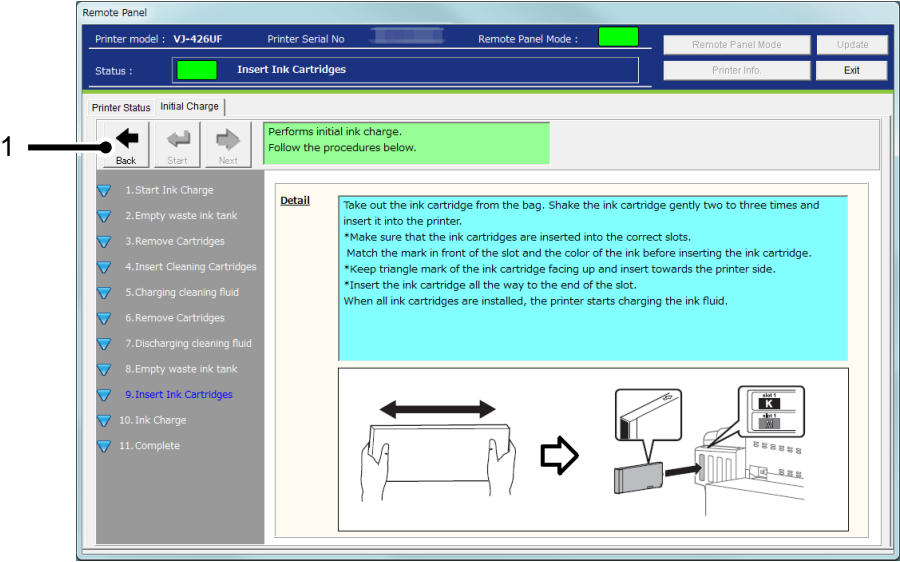 Remote Panel
Printer model : VJ-426UF Printer Serial No Remote Panel Mode :
Remote Panel Mode Update
Status : Insert Ink Cartridges
Printer Info. Exit
Printer Status Initial Charge
1
Back Start Next
Performs initial ink charge.
Follow the procedures below.
1.Start Ink Charge
2.Empty waste ink tank
3.Remove Cartridges
4.Insert Cleaning Cartridges
5.Charging cleaning fluid
6.Remove Cartridges
7.Discharging cleaning fluid
8.Empty waste ink tank
9.Insert Ink Cartridges
10.Ink Charge
11.Complete
Detail
Take out the ink cartridge from the bag. Shake the ink cartridge gently two to three times and
insert it into the printer.
*Make sure that the ink cartridges are inserted into the correct slots.
Match the mark in front of the slot and the color of the ink before inserting the ink cartridge.
*Keep triangle mark of the ink cartridge facing up and insert towards the printer side.
*Insert the ink cartridge all the way to the end of the slot.
When all ink cartridges are installed, the printer starts charging the ink fluid.
slot 1
K
slot 1
M